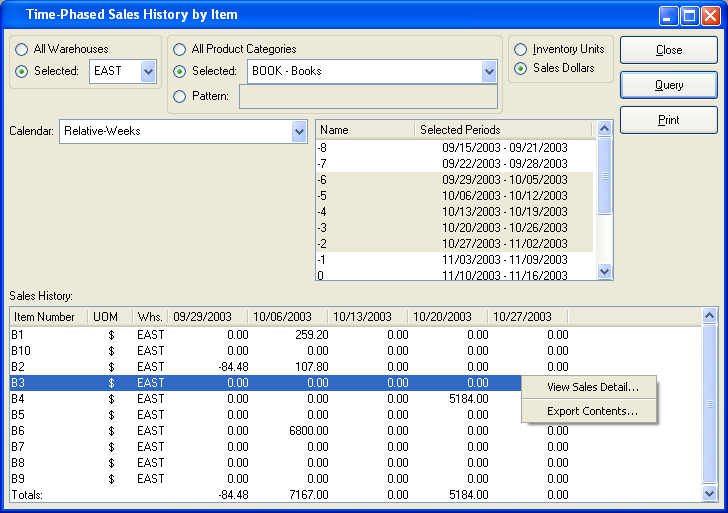 Time-Phased Sales History by Item
All Warehouses
Selected: EAST
All Product Categories
Selected: BOOK - Books
Pattern:
Inventory Units
Sales Dollars
Close
Query
Print
Calendar: Relative-Weeks
Name Selected Periods
-8 09/15/2003 - 09/21/2003
-7 09/22/2003 - 09/28/2003
-6 09/29/2003 - 10/05/2003
-5 10/06/2003 - 10/12/2003
-4 10/13/2003 - 10/19/2003
-3 10/20/2003 - 10/26/2003
-2 10/27/2003 - 11/02/2003
-1 11/03/2003 - 11/09/2003
0 11/10/2003 - 11/16/2003
Sales History:
Item Number UOM Whs. 09/29/2003 10/06/2003 10/13/2003 10/20/2003 10/27/2003
B1 $ EAST 0.00 259.20 0.00 0.00 0.00
B10 $ EAST 0.00 0.00 0.00 0.00 0.00
B2 $ EAST -84.48 107.80 0.00 0.00 0.00
B3 $ EAST 0.00 0.00 0.00 0.00
B4 $ EAST 0.00 0.00 0.00 5184.00
B5 $ EAST 0.00 0.00 0.00 0.00
B6 $ EAST 0.00 6800.00 0.00 0.00 0.00
B7 $ EAST 0.00 0.00 0.00 0.00 0.00
B8 $ EAST 0.00 0.00 0.00 0.00 0.00
B9 $ EAST 0.00 0.00 0.00 0.00 0.00
Totals: -84.48 7167.00 0.00 5184.00 0.00
View Sales Detail...
Export Contents...